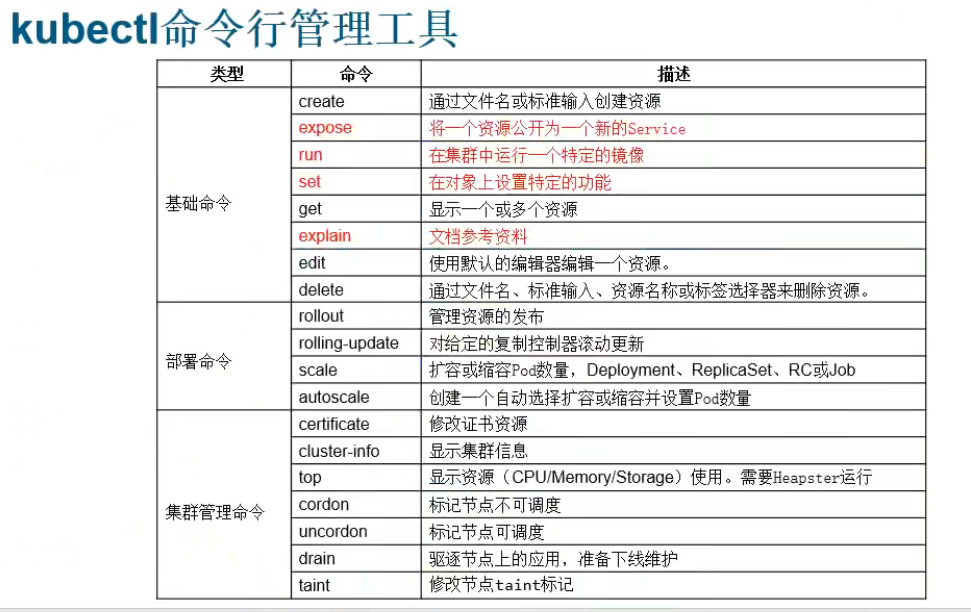 kubectl命令行管理工具
类型 命令 描述
基础命令
create 通过文件名或标准输入创建资源
expose 将一个资源公开为一个新的Service
run 在集群中运行一个特定的镜像
set 在对象上设置特定的功能
get 显示一个或多个资源
explain 文档参考资料
edit 使用默认的编辑器编辑一个资源。
delete 通过文件名、标准输入、资源名称或标签选择器来删除资源。
部署命令
rollout 管理资源的发布
rolling-update 对给定的复制控制器滚动更新
scale 扩容或缩容Pod数量，Deployment、ReplicaSet、RC或Job
autoscale 创建一个自动选择扩容或缩容并设置Pod数量
集群管理命令
certificate 修改证书资源
cluster-info 显示集群信息
top 显示资源（CPU/Memory/Storage）使用。需要Heapster运行
cordon 标记节点不可调度
uncordon 标记节点可调度
drain 驱逐节点上的应用，准备下线维护
taint 修改节点taint标记